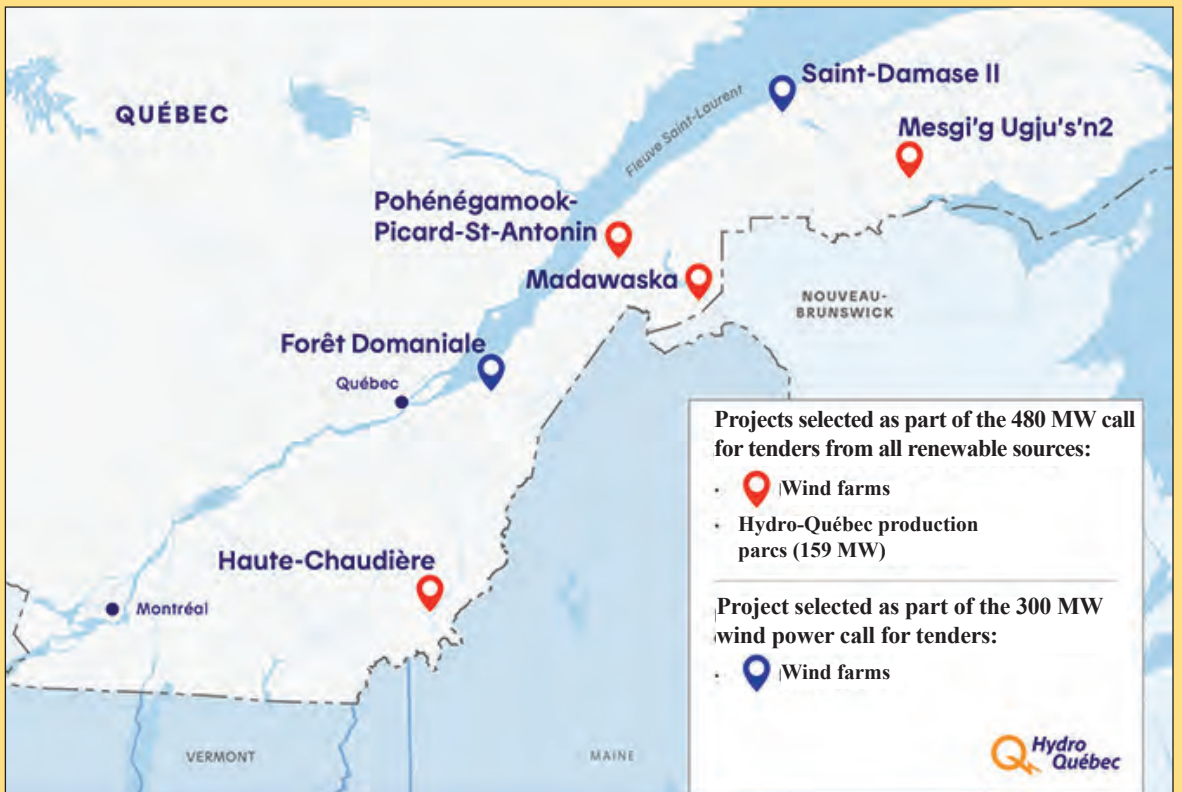 QUÉBEC
Fleuve Saint-Laurent
Saint-Damase II
Mesgi'g Ugju's'n2
Pohénégamook-
Picard-St-Antonin
Madawaska
NOUVEAU-
BRUNSWICK
Forêt Domaniale
Québec
Haute-Chaudière
Montréal
VERMONT
MAINE
Projects selected as part of the 480 MW call
for tenders from all renewable sources:
· Wind farms
· Hydro-Québec production
parcs (159 MW)
Project selected as part of the 300 MW
wind power call for tenders:
· Wind farms
Hydro
Québec